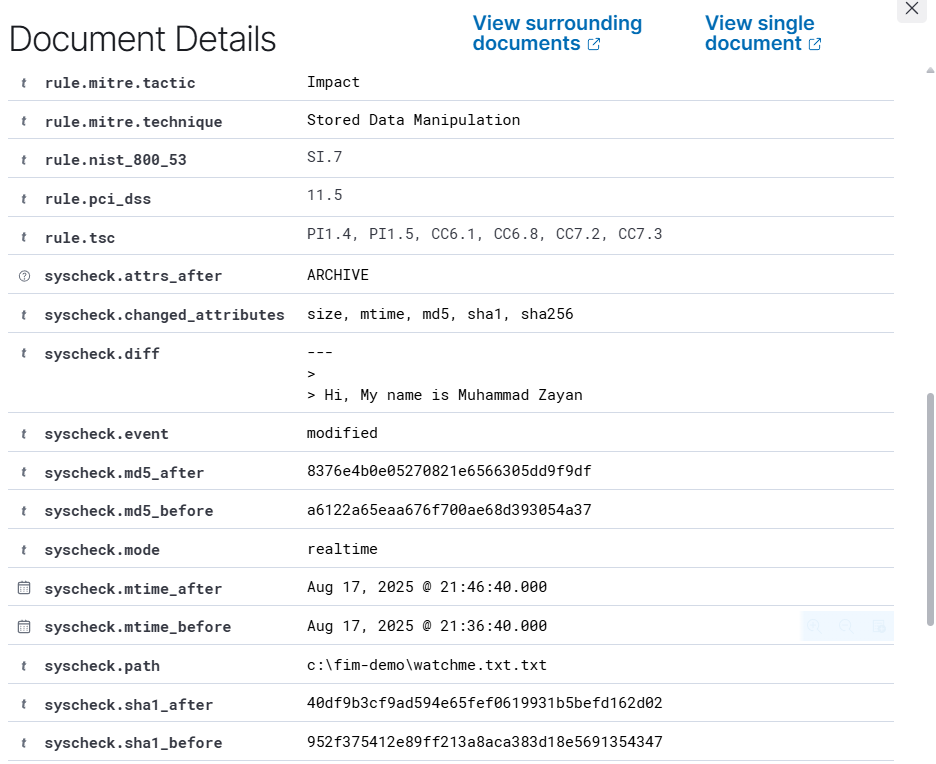 Document Details
View surrounding
documents
View single
document
t rule.mitre.tactic Impact
t rule.mitre.technique Stored Data Manipulation
t rule.nist_800_53 SI.7
t rule.pci_dss 11.5
t rule.tsc PI1.4, PI1.5, CC6.1, CC6.8, CC7.2, CC7.3
syscheck.attrs_after ARCHIVE
t syscheck.changed_attributes size, mtime, md5, sha1, sha256
t syscheck.diff ---
>
> Hi, My name is Muhammad Zayan
t syscheck.event modified
t syscheck.md5_after 8376e4b0e05270821e6566305dd9f9df
t syscheck.md5_before a6122a65eaa676f700ae68d393054a37
t syscheck.mode realtime
syscheck.mtime_after Aug 17, 2025 @ 21:46:40.000
syscheck.mtime_before Aug 17, 2025 @ 21:36:40.000
t syscheck.path c:\fim-demo\watchme.txt.txt
t syscheck.sha1_after 40df9b3cf9ad594e65fef0619931b5befd162d02
t syscheck.sha1_before 952f375412e89ff213a8aca383d18e5691354347